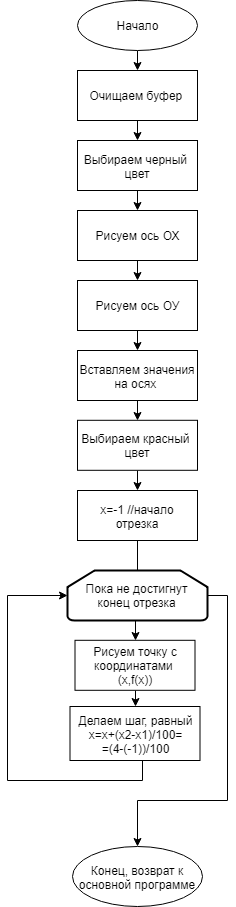 Начало
Очищаем буфер
Выбираем черный
цвет
Рисуем ось ОХ
Рисуем ось ОУ
Вставляем значения
на осях
Выбираем красный
цвет
x=-1 //начало
отрезка
Пока не достигнут
конец отрезка
Рисуем точку с
координатами
(x,f(x))
Делаем шаг, равный
x=x+(x2-x1)/100=
=(4-(-1))/100
Конец, возврат к
основной программе